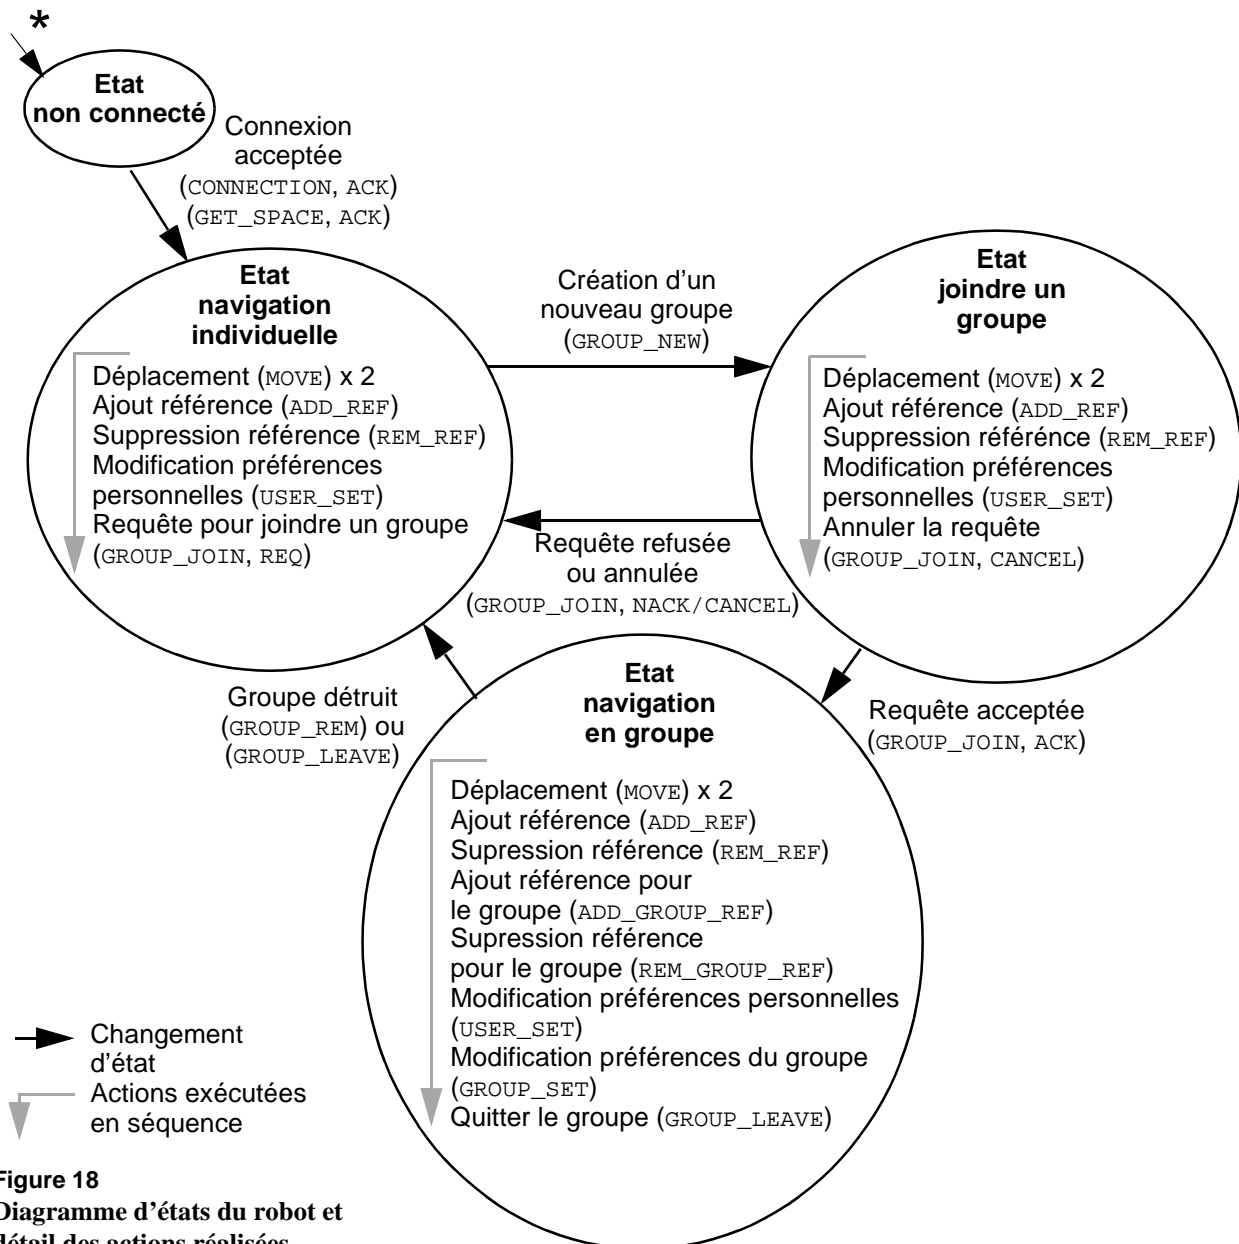 *
Etat
non connecté
Connexion
acceptée
(CONNECTION, ACK)
(GET_SPACE, ACK)
Etat
navigation
individuelle
Déplacement (MOVE) x 2
Ajout référence (ADD_REF)
Suppression référence (REM_REF)
Modification préférences
personnelles (USER_SET)
Requête pour joindre un groupe
(GROUP_JOIN, REQ)
Création d'un
nouveau groupe
(GROUP_NEW)
Etat
joindre un
groupe
Déplacement (MOVE) x 2
Ajout référence (ADD_REF)
Suppression référénce (REM_REF)
Modification préférences
personnelles (USER_SET)
Annuler la requête
(GROUP_JOIN, CANCEL)
Requête refusée
ou annulée
(GROUP_JOIN, NACK/CANCEL)
Groupe détruit
(GROUP_REM) ou
(GROUP_LEAVE)
Requête acceptée
(GROUP_JOIN, ACK)
Etat
navigation
en groupe
Déplacement (MOVE) x 2
Ajout référence (ADD_REF)
Supression référence (REM_REF)
Ajout référence pour
le groupe (ADD_GROUP_REF)
Supression référence
pour le groupe (REM_GROUP_REF)
Modification préférences personnelles
(USER_SET)
Modification préférences du groupe
(GROUP_SET)
Quitter le groupe (GROUP_LEAVE)
Changement
d'état
Actions exécutées
en séquence
Figure 18
Diagramme d'états du robot et
détail des actions réalisées